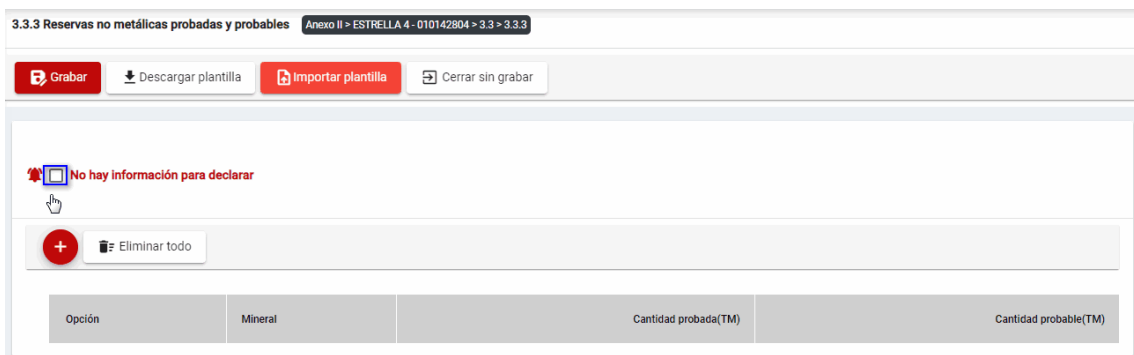 3.3.3 Reservas no metálicas probadas y probables Anexo II > ESTRELLA 4 - 010142804 > 3.3 > 3.3.3
Grabar Descargar plantilla Importar plantilla Cerrar sin grabar
No hay información para declarar
+ Eliminar todo
Opción Mineral Cantidad probada(TM) Cantidad probable(TM)